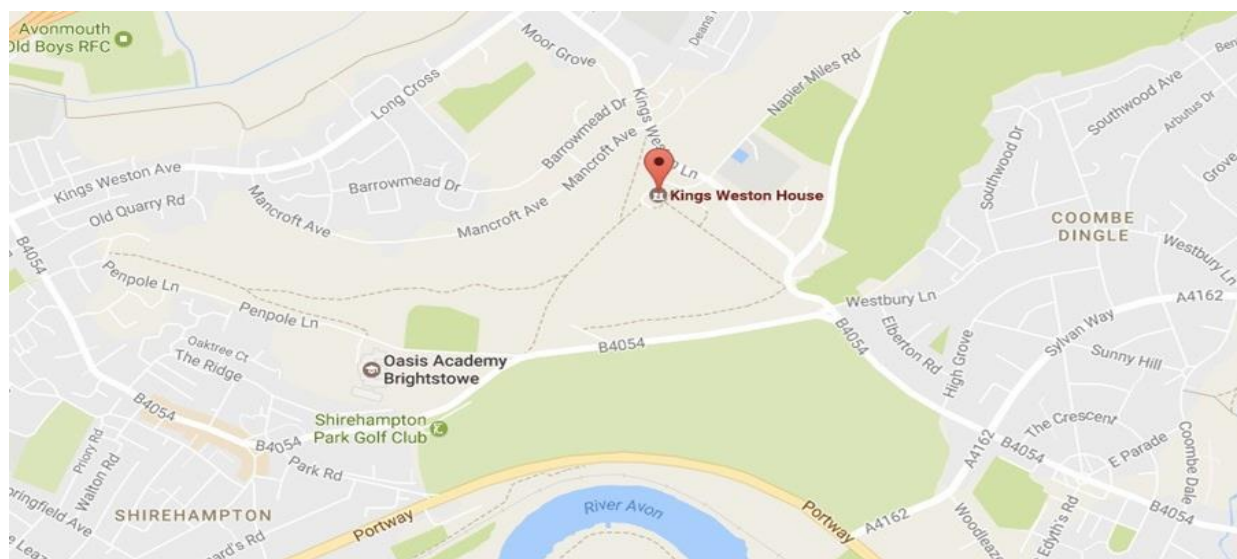 Avonmouth
Old Boys RFC
Moor Grove
Long Cross
Kings Weston Ave
Old Quarry Rd
B4054
Mancroft Ave
Barrowmead Dr
Barrowmead Dr
Mancroft Ave
Mancroft Ave
Kings Weston Ln
Napier Miles Rd
Kings Weston House
Southwood Ave
Arbutus Dr
Grove
Southwood Dr
COOMBE
DINGLE
Westbury Ln
A4162
Westbury Ln
Sylvan Way
Sunny Hill
Elberton Rd
High Grove
B4054
B4054
Penpole Ln
Penpole Ln
Oaktree Ct
The Ridge
Oasis Academy
Brightstowe
B4054
B4054
Shirehampton
Park Golf Club
Park Rd
Priory Rd
Walton Rd
SHIREHAMPTON
Portway
River Avon
Portway
A4162
A4162
The Crescent
E Parade
B4054
Coombe Dale
B4054